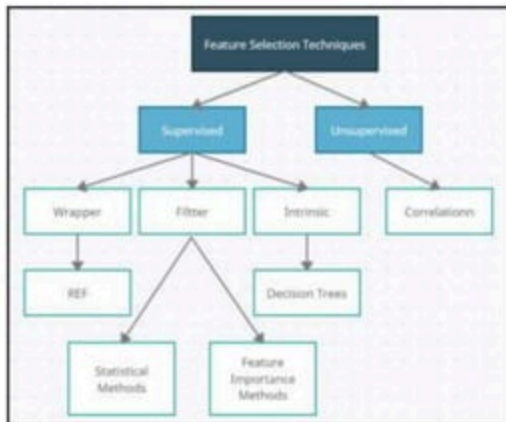 Feature Selection Techniques
Supervised
Unsupervised
Wrapper
Filtter
Intrinsic
Correlationn
REF
Decision Trees
Statistical
Methods
Feature
Importance
Methods